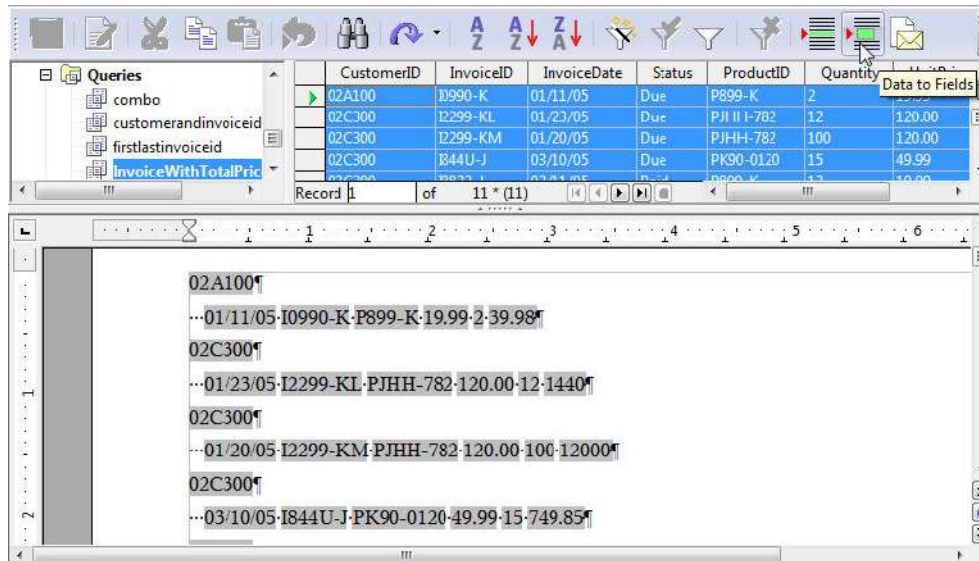 A Z
A Z
Z A
Queries
combo
customerandinvoiceid
firstlastinvoiceid
InvoiceWithTotalPric
CustomerID InvoiceID InvoiceDate Status ProductID Quantity
Data to Fields
02A100 I0990-K 01/11/05 Due P899-K 2
02C300 I2299-KL 01/23/05 Due PJHH-782 12 120.00
02C300 I2299-KM 01/20/05 Due PJHH-782 100 120.00
02C300 I844U-J 03/10/05 Due PK90-0120 15 49.99
Record 1 of 11 * (11)
1 2 3 4 5 6
02A100¶
···01/11/05·I0990-K·P899-K·19.99·2·39.98¶
02C300¶
···01/23/05·I2299-KL·PJHH-782·120.00·12·1440¶
02C300¶
···01/20/05·I2299-KM·PJHH-782·120.00·100·12000¶
02C300¶
···03/10/05·I844U-J·PK90-0120·49.99·15·749.85¶
1
2